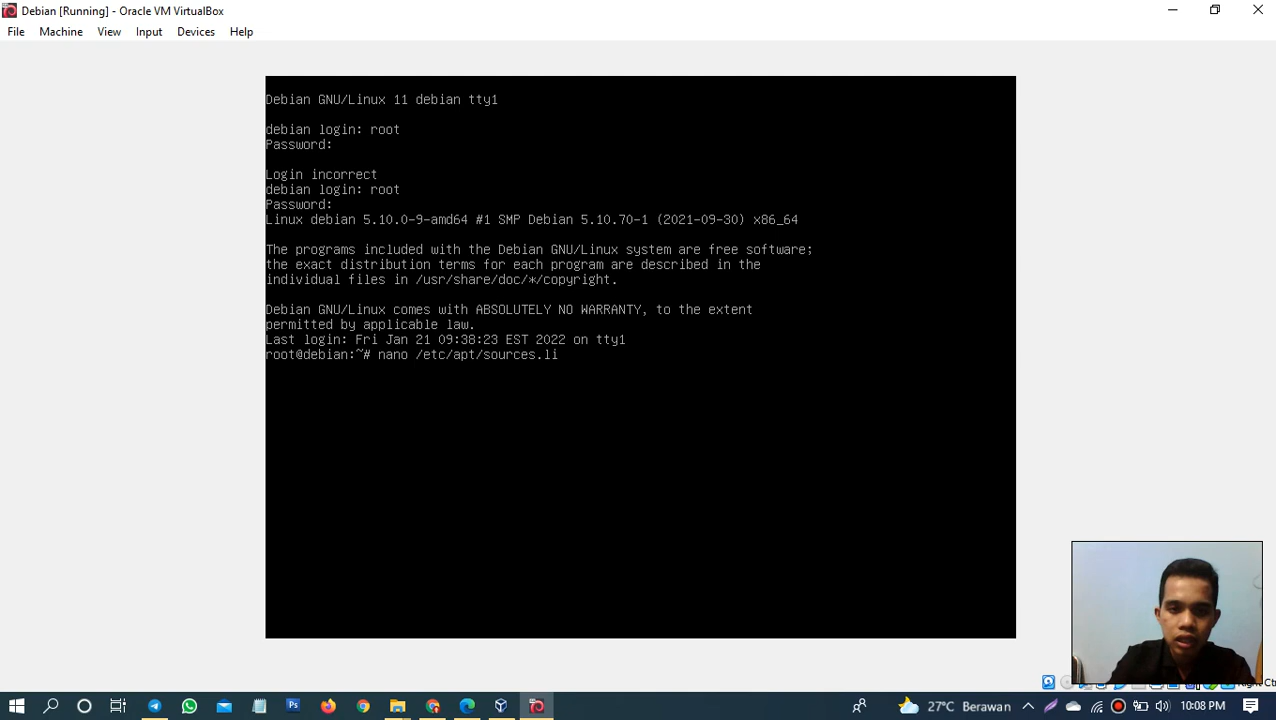 Debian [Running] - Oracle VM VirtualBox
File Machine View Input Devices Help
Debian GNU/Linux 11 debian tty1
debian login: root
Password:
Login incorrect
debian login: root
Password:
Linux debian 5.10.0-9-amd64 #1 SMP Debian 5.10.70-1 (2021-09-30) x86_64
The programs included with the Debian GNU/Linux system are free software;
the exact distribution terms for each program are described in the
individual files in /usr/share/doc/*/copyright.
Debian GNU/Linux comes with ABSOLUTELY NO WARRANTY, to the extent
permitted by applicable law.
Last login: Fri Jan 21 09:38:23 EST 2022 on tty1
root@debian:~# nano /etc/apt/sources.li
Right Ctr
27°C Berawan 10:08 PM